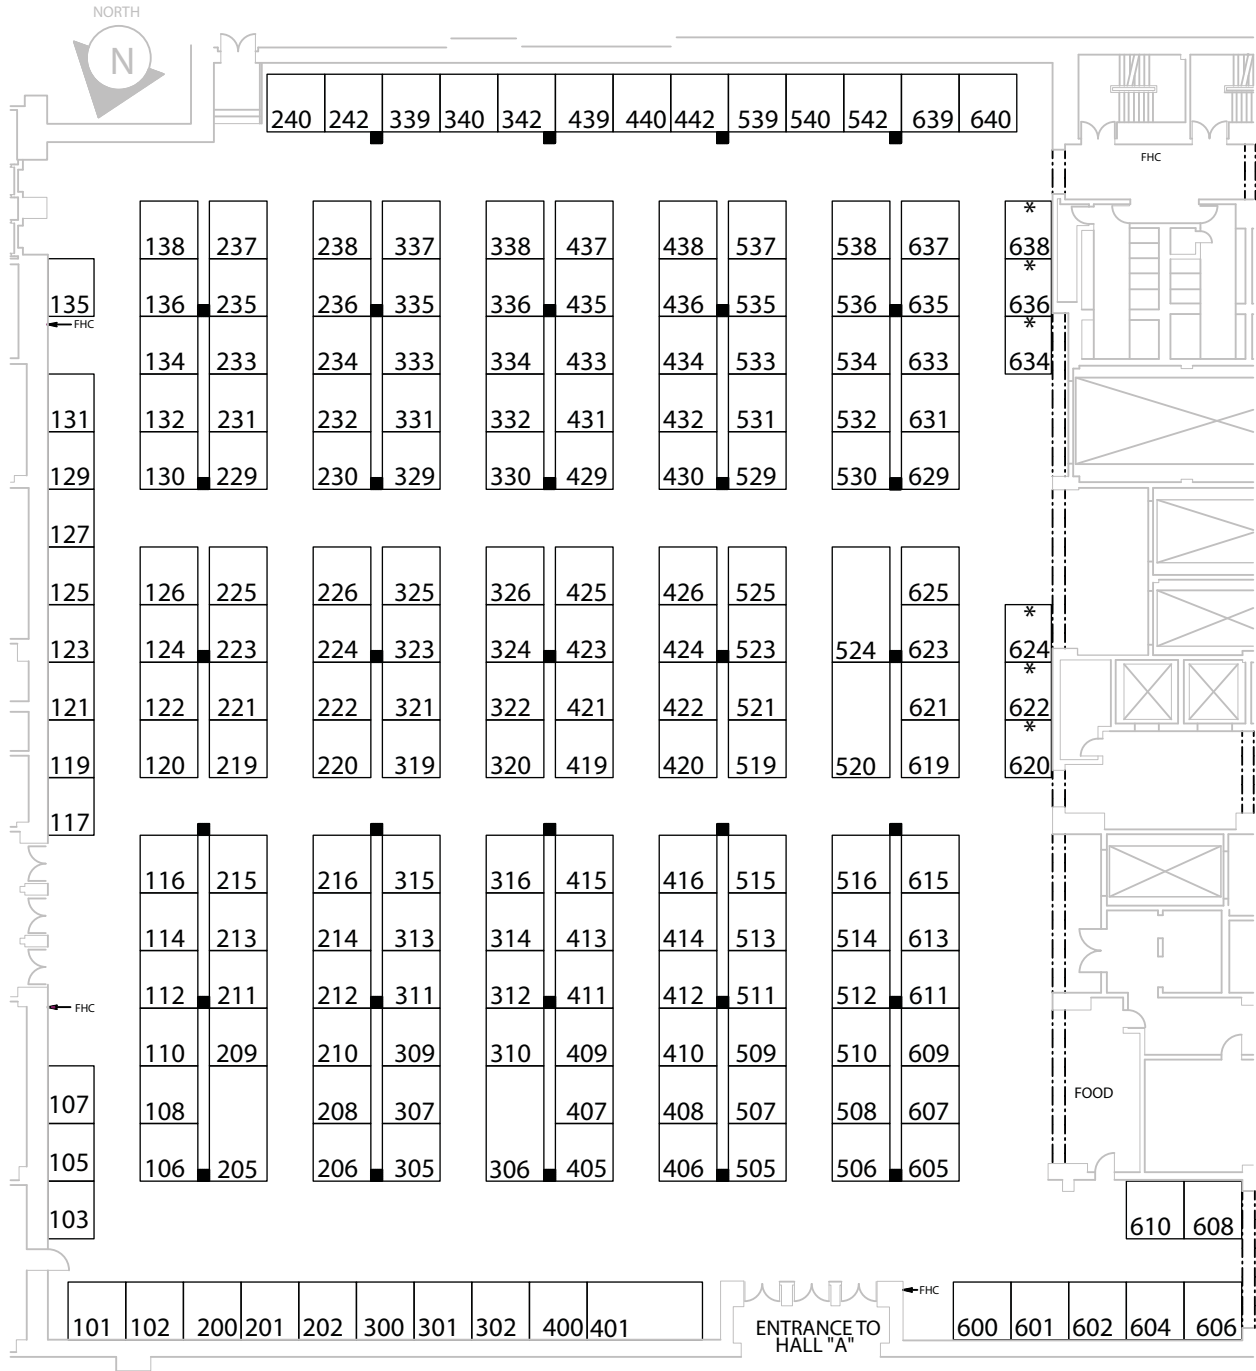 NORTH
N
240 242 339 340 342 439 440 442 539 540 542 639 640
FHC
138 237 238 337 338 437 438 537 538 637 * 638
135 136 235 236 335 336 435 436 535 536 635 * 636
FHC
134 233 234 333 334 433 434 533 534 633 * 634
131 132 231 232 331 332 431 432 531 532 631
129 130 229 230 329 330 429 430 529 530 629
127
125 126 225 226 325 326 425 426 525 625
123 124 223 224 323 324 423 424 523 524 623 * 624
121 122 221 222 321 322 421 422 521 621 * 622
119 120 219 220 319 320 419 420 519 520 619 * 620
117
116 215 216 315 316 415 416 515 516 615
114 213 214 313 314 413 414 513 514 613
112 211 212 311 312 411 412 511 512 611
FHC
110 209 210 309 310 409 410 509 510 609
FOOD
107 108 208 307 407 408 507 508 607
105 106 205 206 305 306 405 406 505 506 605
103
610 608
FHC
101 102 200 201 202 300 301 302 400 401
ENTRANCE TO
HALL "A"
600 601 602 604 606